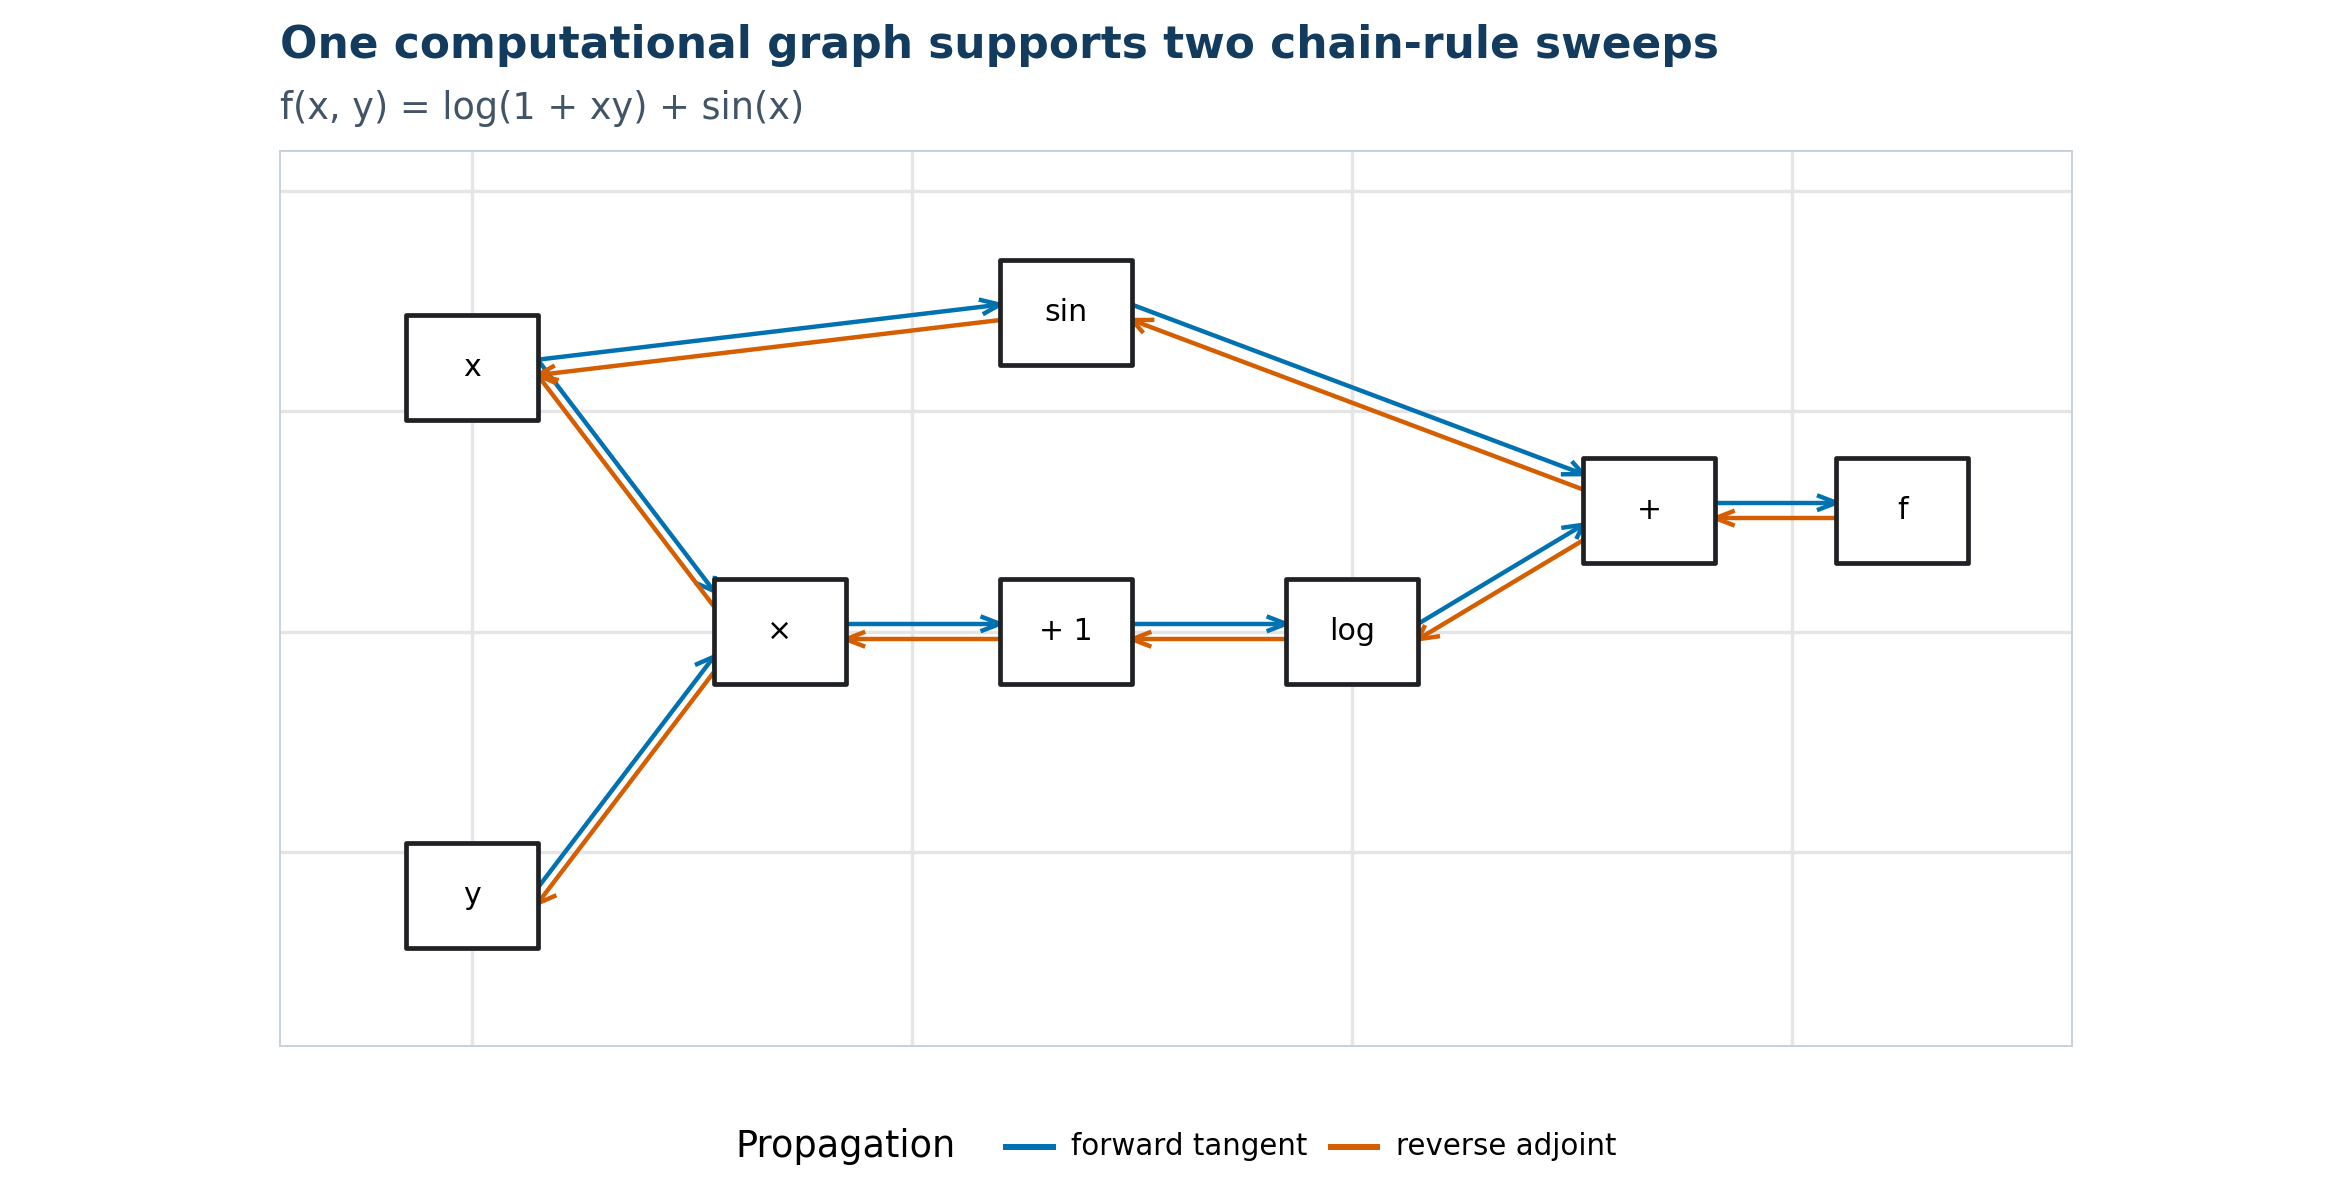 One computational graph supports two chain-rule sweeps
f(x, y) = log(1 + xy) + sin(x)
sin
x
+
f
×
+ 1
log
y
Propagation
forward tangent
reverse adjoint